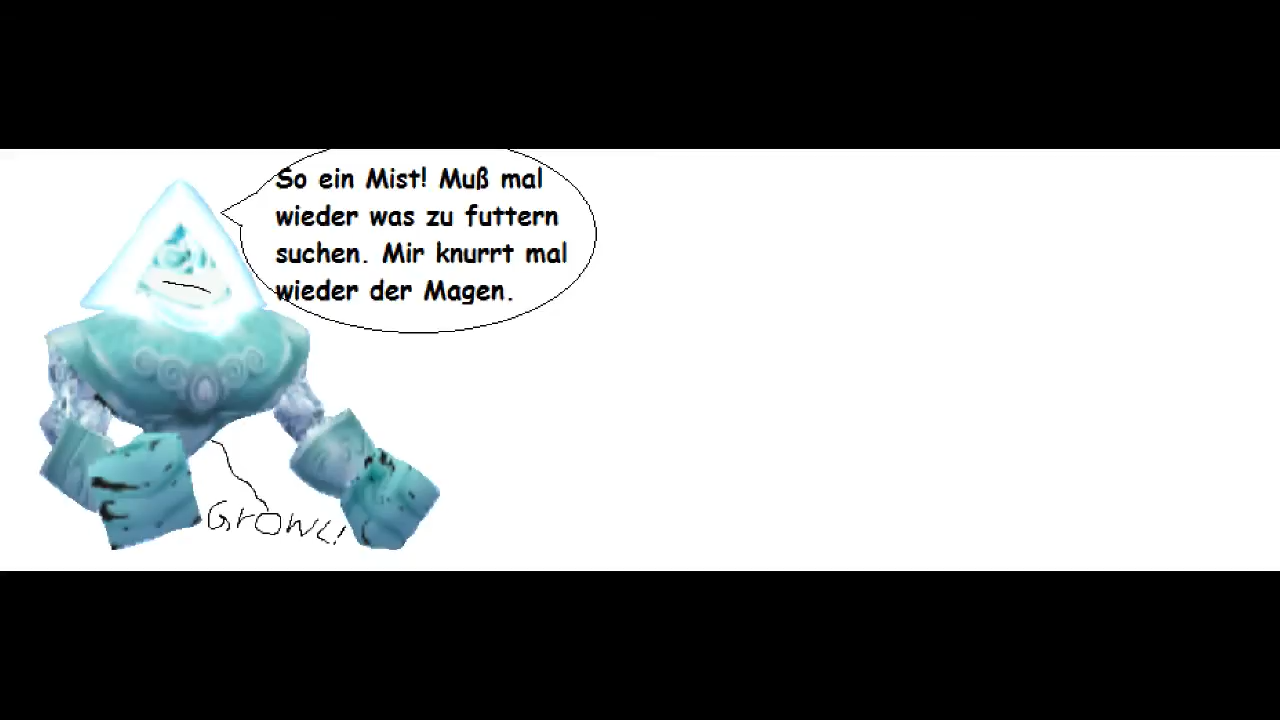 So ein Mist! Muß mal
wieder was zu futtern
suchen. Mir knurrt mal
wieder der Magen.
GrOWL!